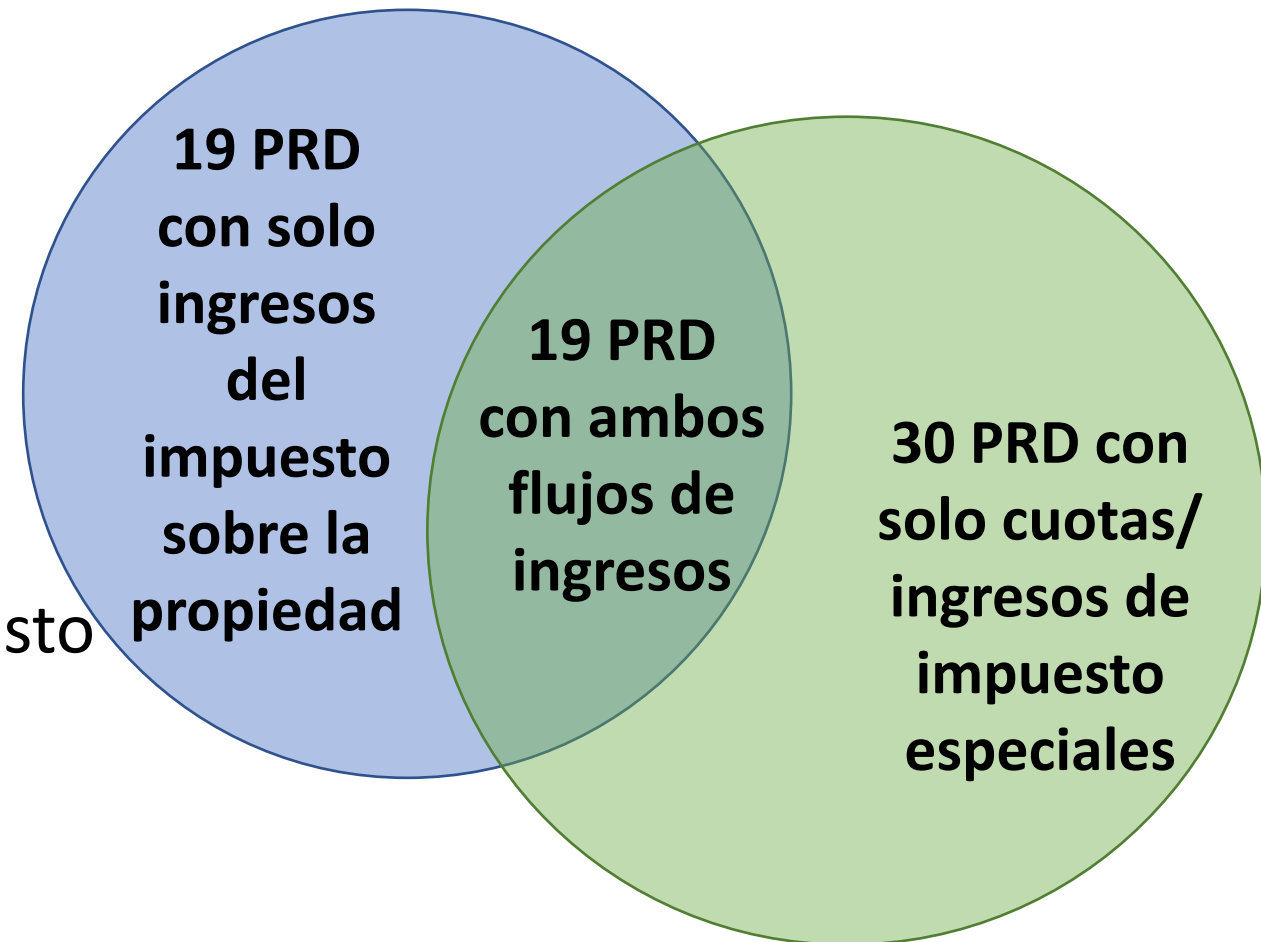 19 PRD
con solo
ingresos
del
impuesto
sobre la
propiedad
sto
19 PRD
con ambos
flujos de
ingresos
30 PRD con
solo cuotas/
ingresos de
impuesto
especiales